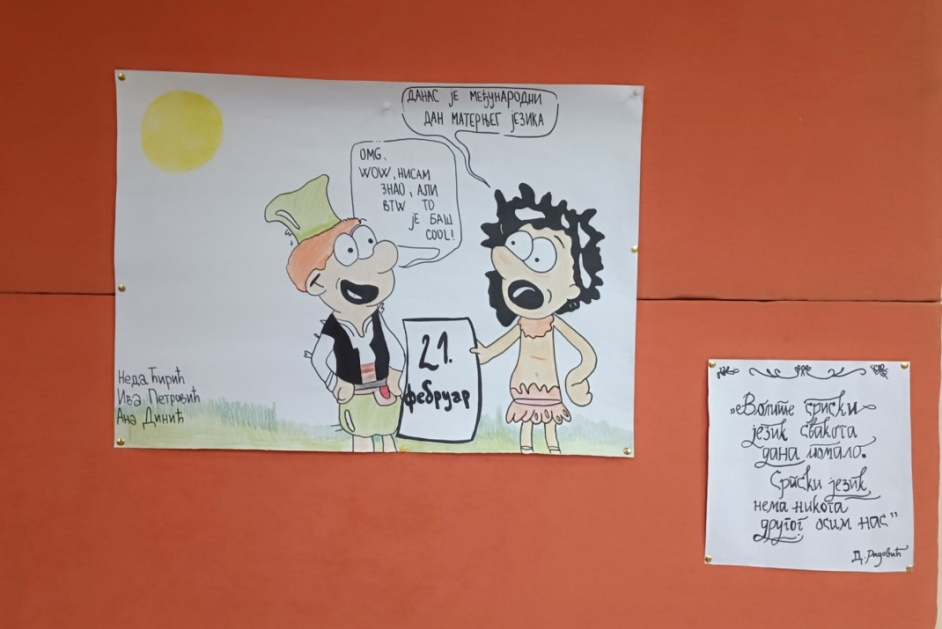 ДАНАС ЈЕ МЕЂУНАРОДНИ
ДАН МАТЕРЊЕГ ЈЕЗИКА
OMG,
WOW, НИСАМ
ЗНАО, АЛИ
BTW ТО
ЈЕ БАШ
COOL!
21.
фебруар
Неда Ћирић
Ива Петровић
Ана Динић
„Волите српски
језик свакога
дана помало.
Српски језик
нема никога
другог осим нас"
Д. Радовић